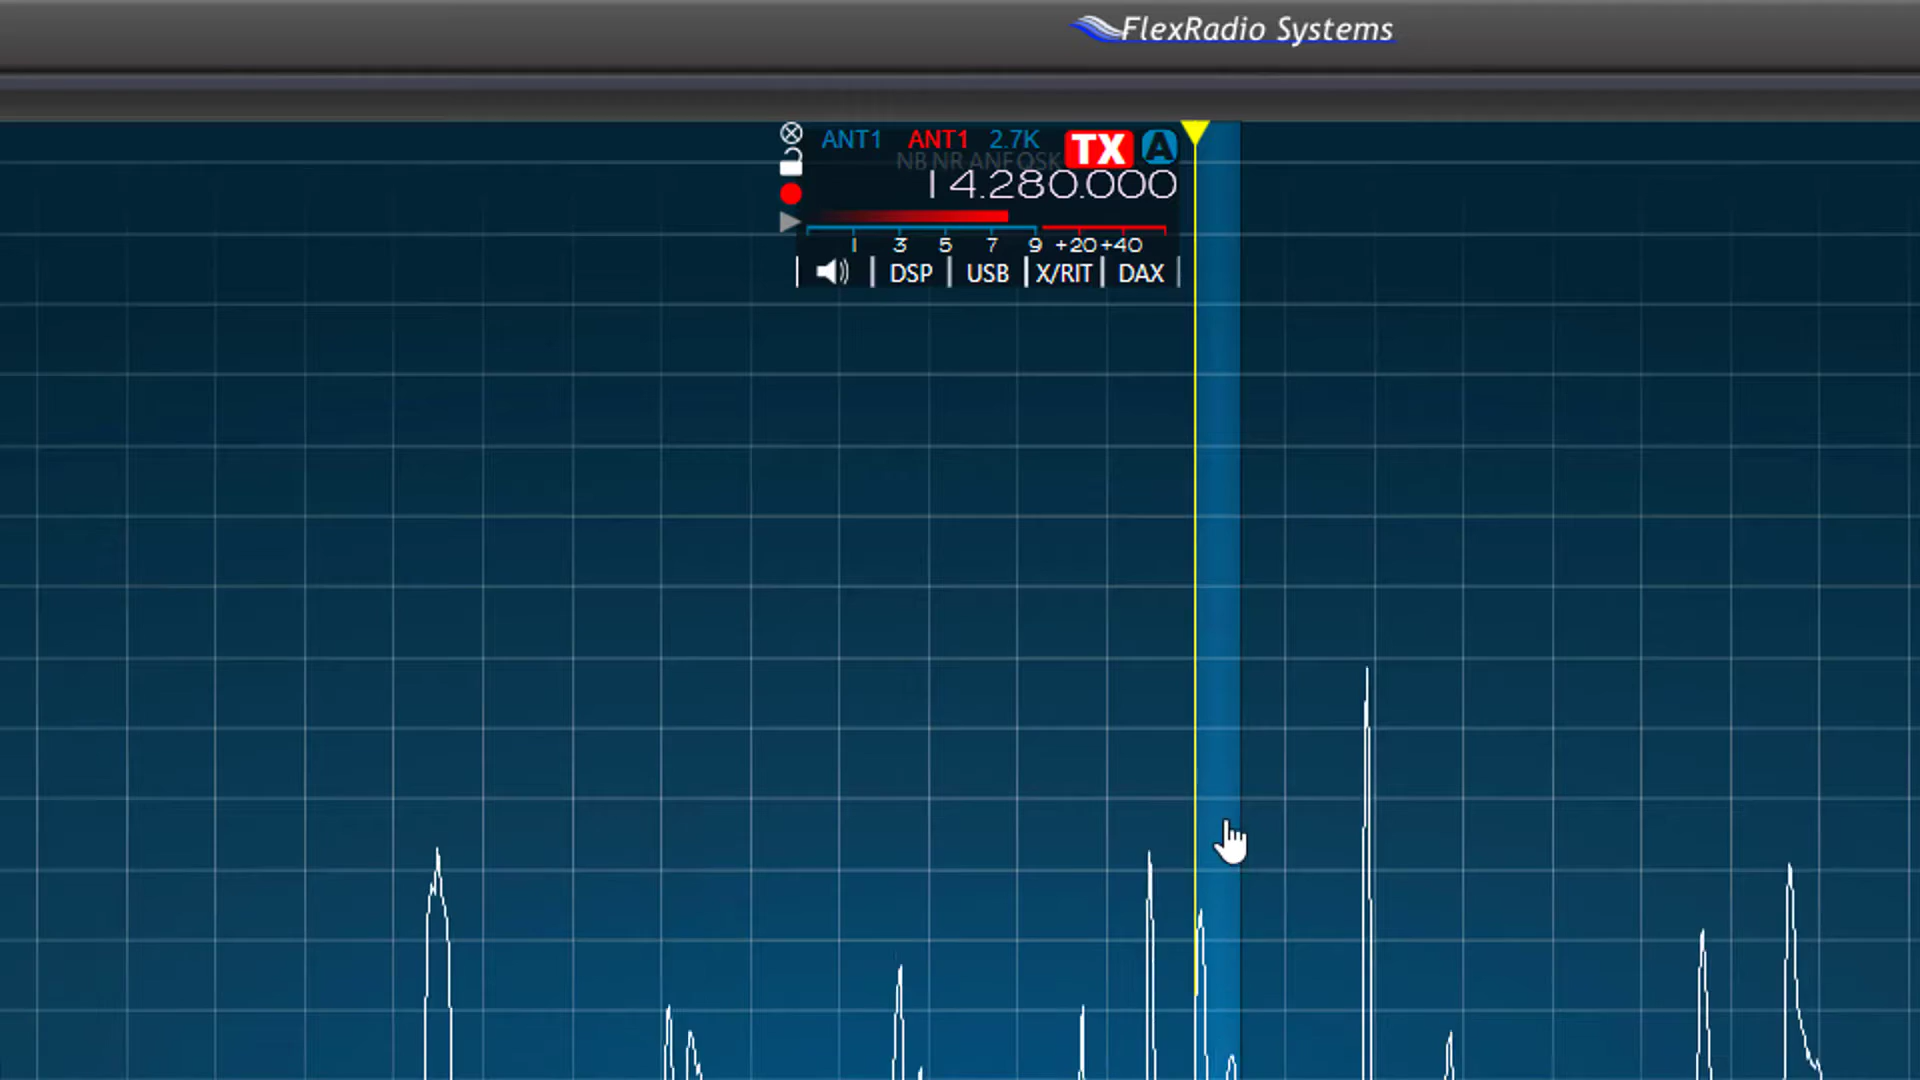 FlexRadio Systems
ANT1 ANT1 2.7K TX A
NB NR ANF QSK
14.280.000
1 3 5 7 9 +20 +40
DSP USB X/RIT DAX